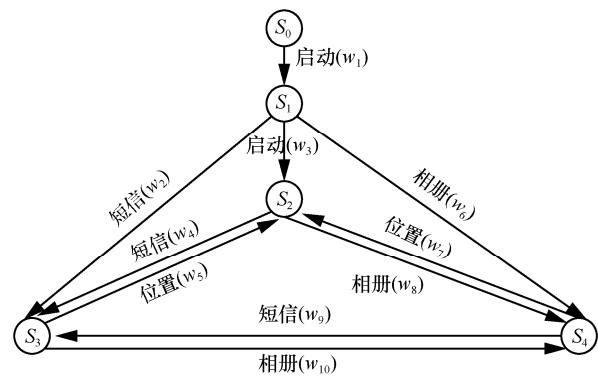 S₀
启动(w₁)
S₁
启动(w₃)
短信(w₂)
相册(w₆)
S₂
短信(w₄)
位置(w₇)
位置(w₅)
相册(w₈)
短信(w₉)
S₃
S₄
相册(w₁₀)